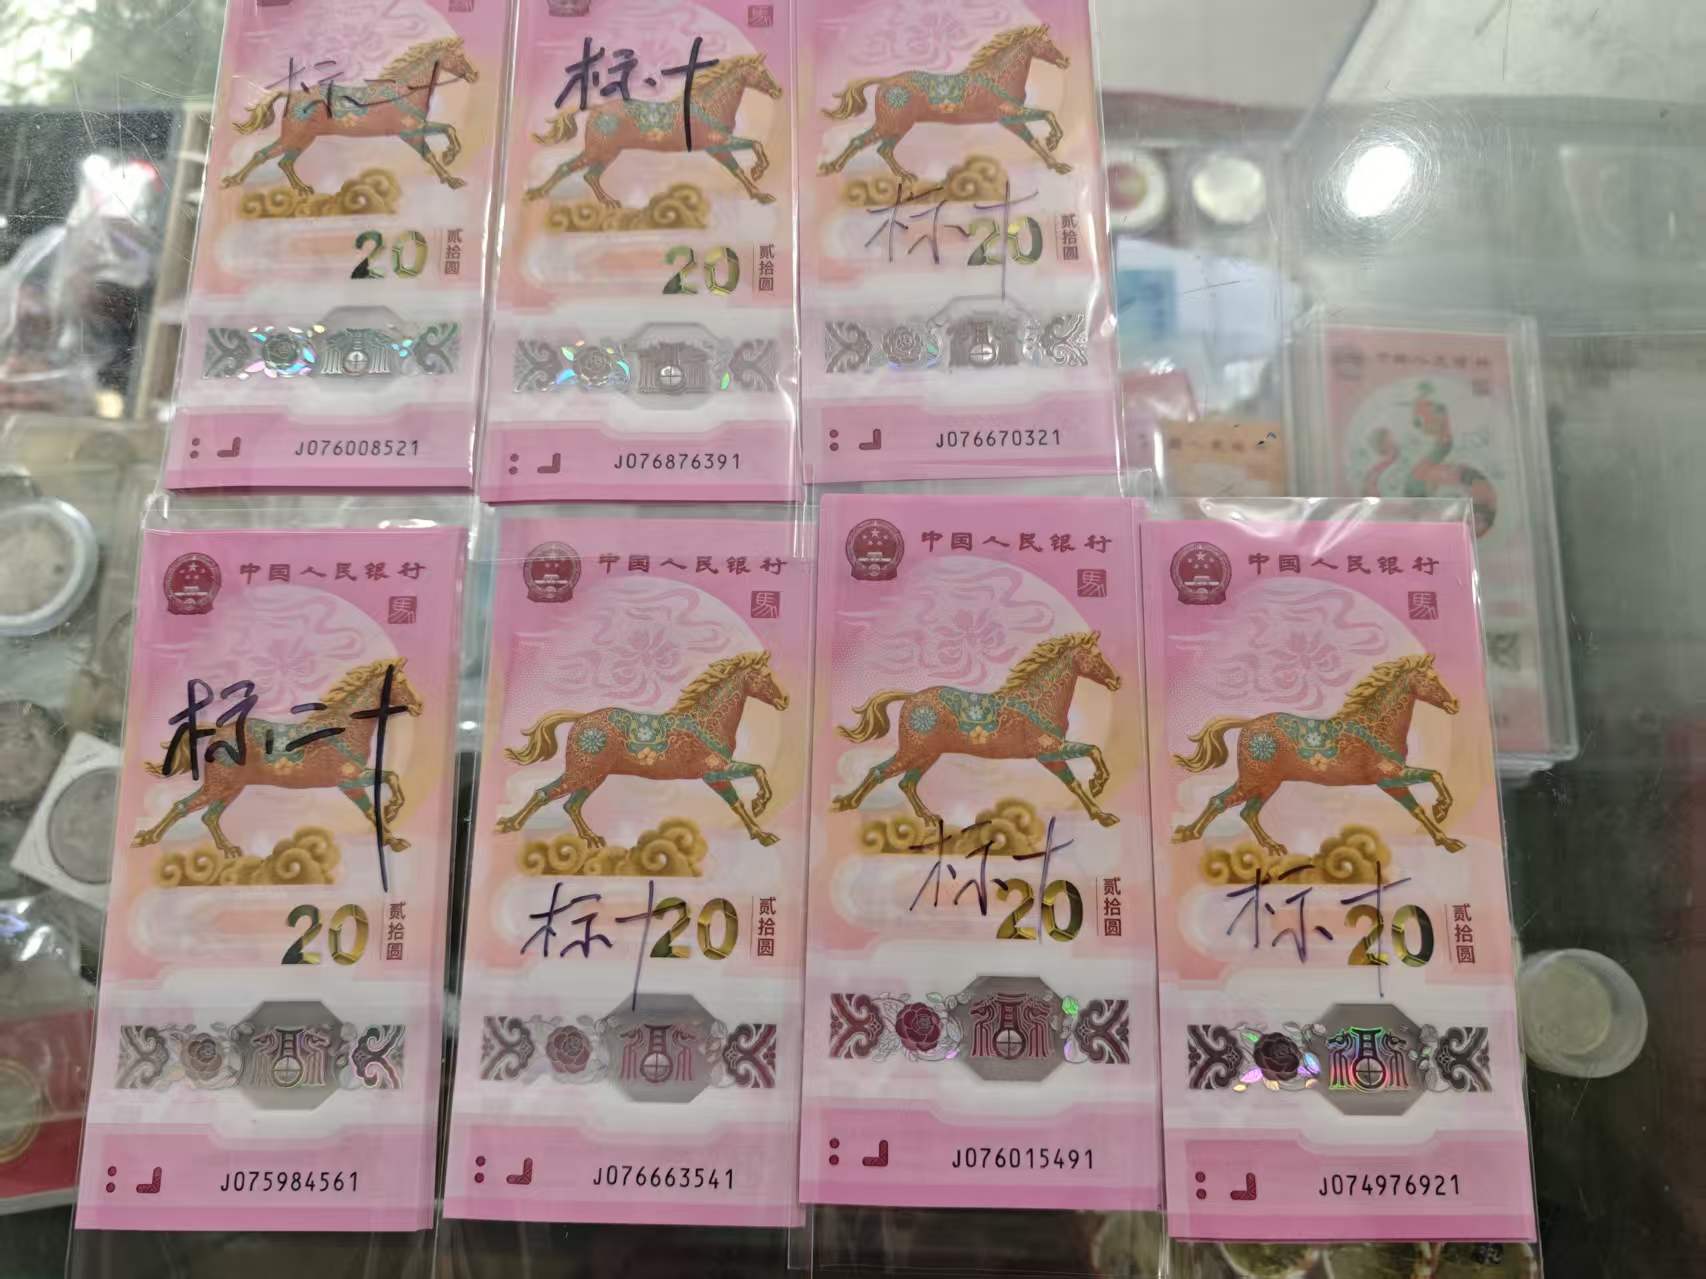 标二十
20
贰拾圆
J076008521
标.十
20
贰拾圆
J076876391
标十
20
贰拾圆
J076670321
中国人民银行
馬
标.二十
20
贰拾圆
J075984561
中国人民银行
馬
标十
20
贰拾圆
J076663541
中国人民银行
馬
标十
20
贰拾圆
J076015491
中国人民银行
馬
标.十
20
贰拾圆
J074976921